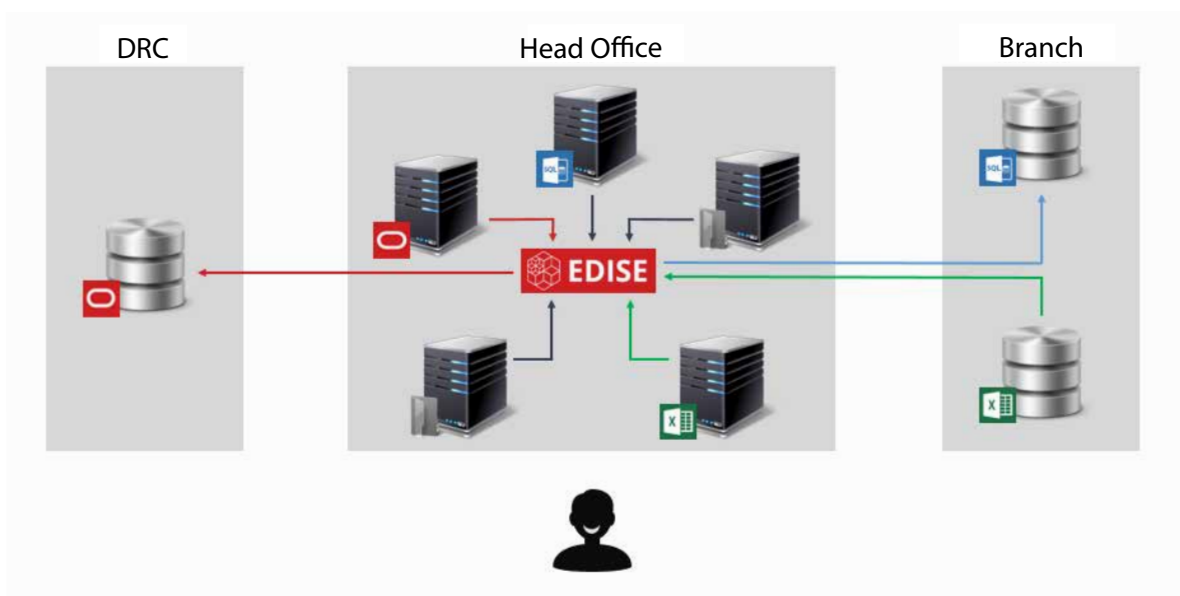 DRC
Head Office
Branch
SQL
SQL
EDISE
X
X